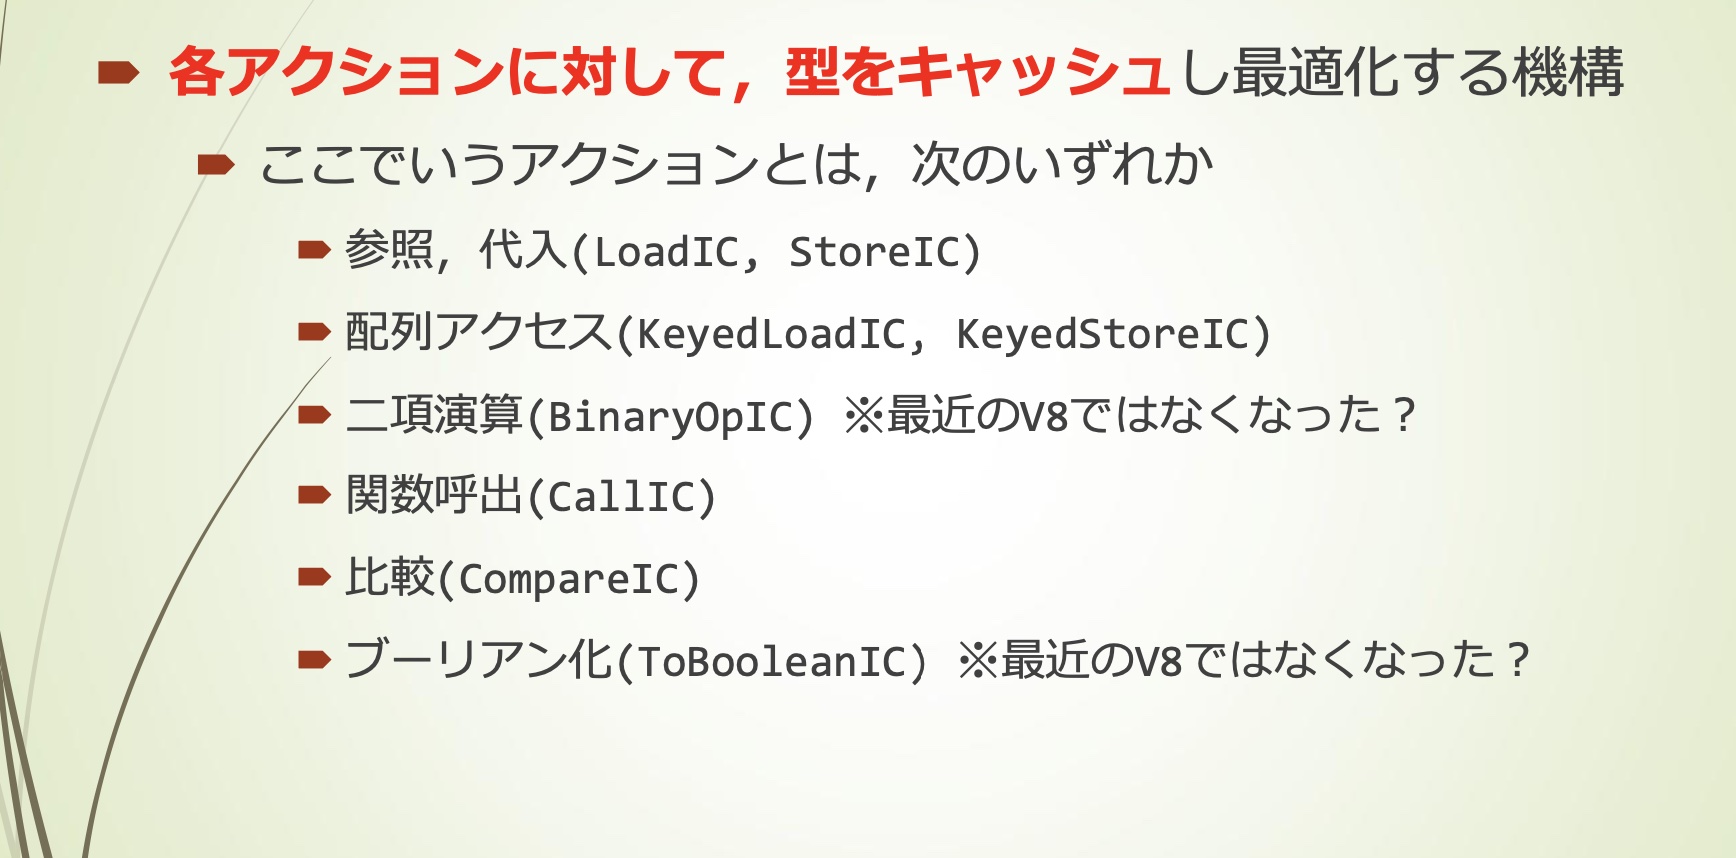 各アクションに対して，型をキャッシュし最適化する機構
ここでいうアクションとは，次のいずれか
参照，代入(LoadIC, StoreIC)
配列アクセス(KeyedLoadIC, KeyedStoreIC)
二項演算(BinaryOpIC) ※最近のV8ではなくなった？
関数呼出(CallIC)
比較(CompareIC)
ブーリアン化(ToBooleanIC) ※最近のV8ではなくなった？